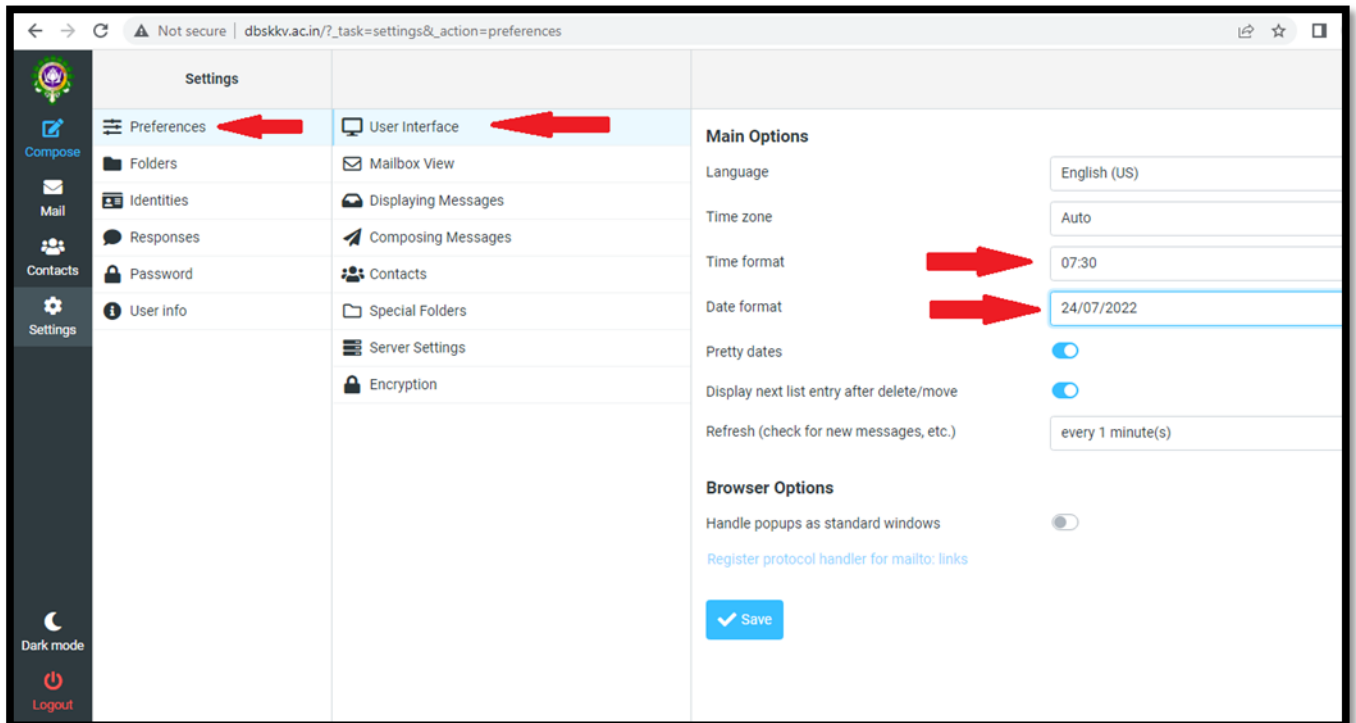 Not secure | dbskkv.ac.in/?_task=settings&_action=preferences
Settings
Compose
Mail
Contacts
Settings
Dark mode
Logout
Preferences
Folders
Identities
Responses
Password
User info
User Interface
Mailbox View
Displaying Messages
Composing Messages
Contacts
Special Folders
Server Settings
Encryption
Main Options
Language English (US)
Time zone Auto
Time format 07:30
Date format 24/07/2022
Pretty dates
Display next list entry after delete/move
Refresh (check for new messages, etc.) every 1 minute(s)
Browser Options
Handle popups as standard windows
Register protocol handler for mailto: links
Save